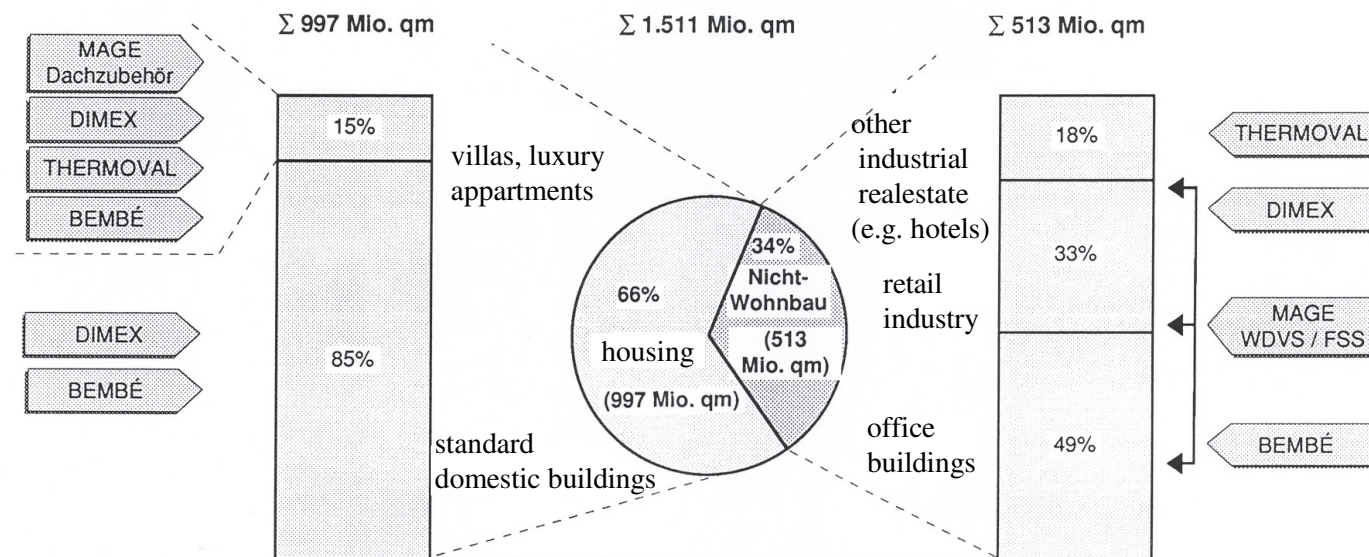 ∑ 997 Mio. qm
∑ 1.511 Mio. qm
∑ 513 Mio. qm
MAGE
Dachzubehör
DIMEX
THERMOVAL
BEMBÉ
DIMEX
BEMBÉ
15%
85%
villas, luxury
appartments
standard
domestic buildings
66%
housing
(997 Mio. qm)
34%
Nicht-
Wohnbau
(513
Mio. qm)
other
industrial
realestate
(e.g. hotels)
retail
industry
office
buildings
18%
33%
49%
THERMOVAL
DIMEX
MAGE
WDVS / FSS
BEMBÉ